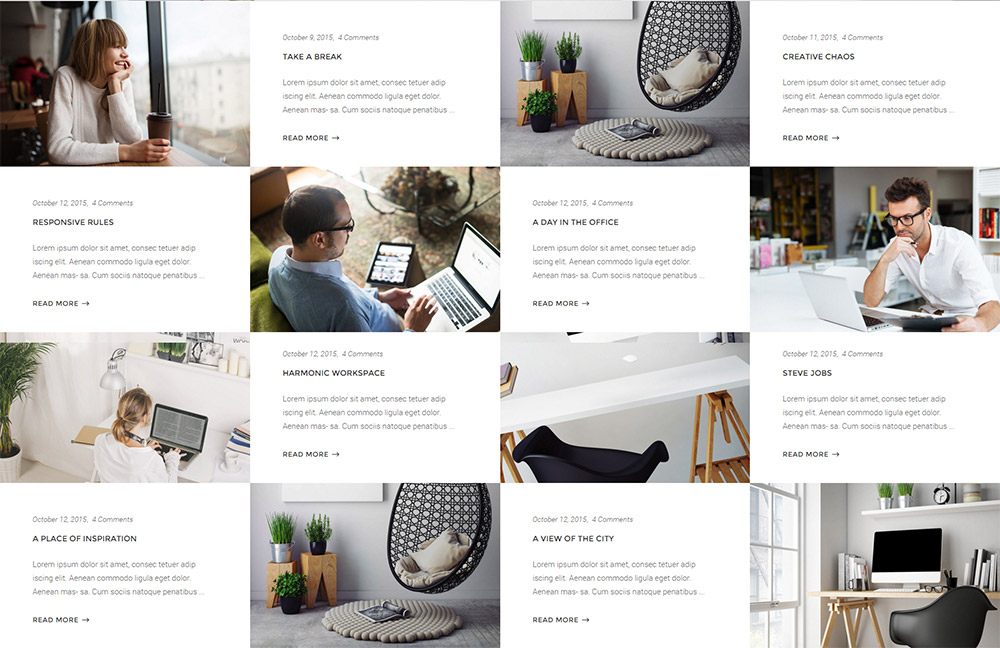 October 9, 2015, 4 Comments
TAKE A BREAK
Lorem ipsum dolor sit amet, consec tetuer adip
iscing elit. Aenean commodo ligula eget dolor.
Aenean mas- sa. Cum sociis natoque penatibus ...
READ MORE →
October 11, 2015, 4 Comments
CREATIVE CHAOS
Lorem ipsum dolor sit amet, consec tetuer adip
iscing elit. Aenean commodo ligula eget dolor.
Aenean mas- sa. Cum sociis natoque penatibus ...
READ MORE →
October 12, 2015, 4 Comments
RESPONSIVE RULES
Lorem ipsum dolor sit amet, consec tetuer adip
iscing elit. Aenean commodo ligula eget dolor.
Aenean mas- sa. Cum sociis natoque penatibus ...
READ MORE →
October 12, 2015, 4 Comments
A DAY IN THE OFFICE
Lorem ipsum dolor sit amet, consec tetuer adip
iscing elit. Aenean commodo ligula eget dolor.
Aenean mas- sa. Cum sociis natoque penatibus ...
READ MORE →
October 12, 2015, 4 Comments
HARMONIC WORKSPACE
Lorem ipsum dolor sit amet, consec tetuer adip
iscing elit. Aenean commodo ligula eget dolor.
Aenean mas- sa. Cum sociis natoque penatibus ...
READ MORE →
October 12, 2015, 4 Comments
STEVE JOBS
Lorem ipsum dolor sit amet, consec tetuer adip
iscing elit. Aenean commodo ligula eget dolor.
Aenean mas- sa. Cum sociis natoque penatibus ...
READ MORE →
October 12, 2015, 4 Comments
A PLACE OF INSPIRATION
Lorem ipsum dolor sit amet, consec tetuer adip
iscing elit. Aenean commodo ligula eget dolor.
Aenean mas- sa. Cum sociis natoque penatibus ...
READ MORE →
October 12, 2015, 4 Comments
A VIEW OF THE CITY
Lorem ipsum dolor sit amet, consec tetuer adip
iscing elit. Aenean commodo ligula eget dolor.
Aenean mas- sa. Cum sociis natoque penatibus ...
READ MORE →